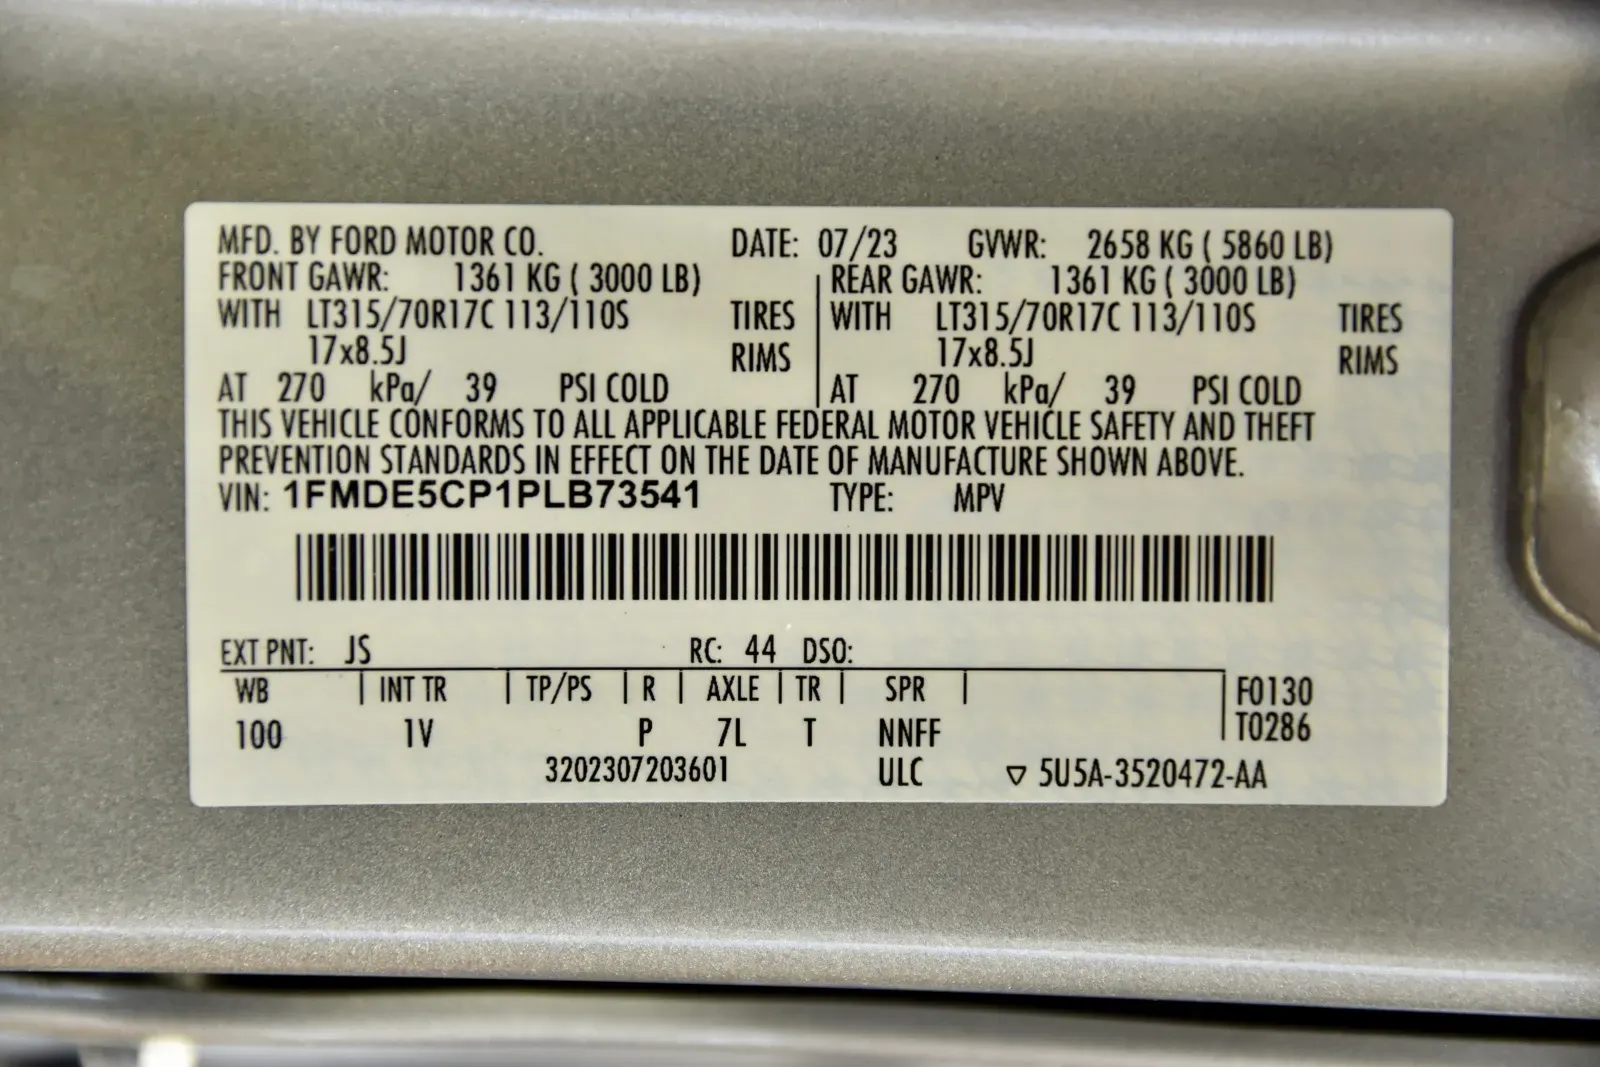 MFD. BY FORD MOTOR CO. DATE: 07/23 GVWR: 2658 KG ( 5860 LB)
FRONT GAWR: 1361 KG ( 3000 LB) REAR GAWR: 1361 KG ( 3000 LB)
WITH LT315/70R17C 113/110S TIRES WITH LT315/70R17C 113/110S TIRES
17x8.5J RIMS 17x8.5J RIMS
AT 270 kPa/ 39 PSI COLD AT 270 kPa/ 39 PSI COLD
THIS VEHICLE CONFORMS TO ALL APPLICABLE FEDERAL MOTOR VEHICLE SAFETY AND THEFT
PREVENTION STANDARDS IN EFFECT ON THE DATE OF MANUFACTURE SHOWN ABOVE.
VIN: 1FMDE5CP1PLB73541 TYPE: MPV
EXT PNT: JS RC: 44 DSO:
WB INT TR TP/PS R AXLE TR SPR F0130
100 1V P 7L T NNFF T0286
3202307203601 ULC ▽ 5U5A-3520472-AA